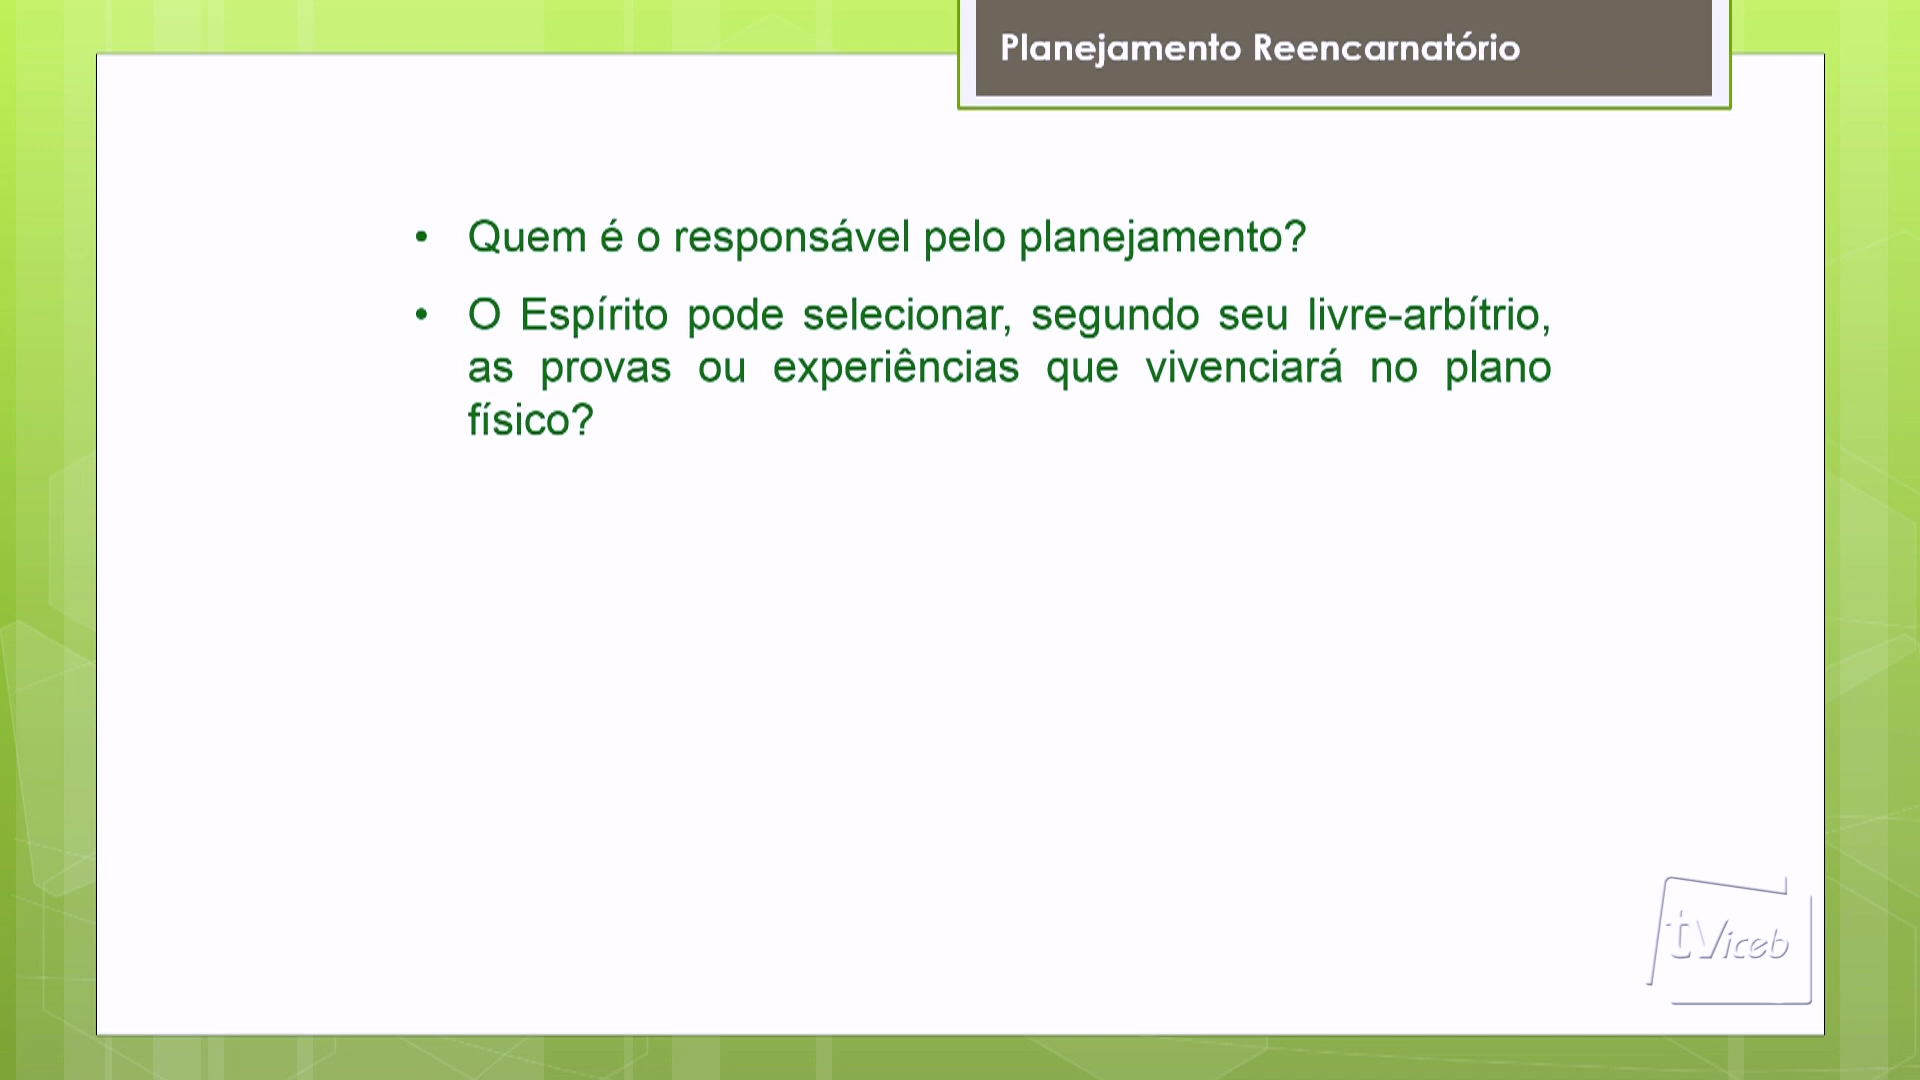 Planejamento Reencarnatório
• Quem é o responsável pelo planejamento?
• O Espírito pode selecionar, segundo seu livre-arbítrio,
as provas ou experiências que vivenciará no plano
físico?
tViceb